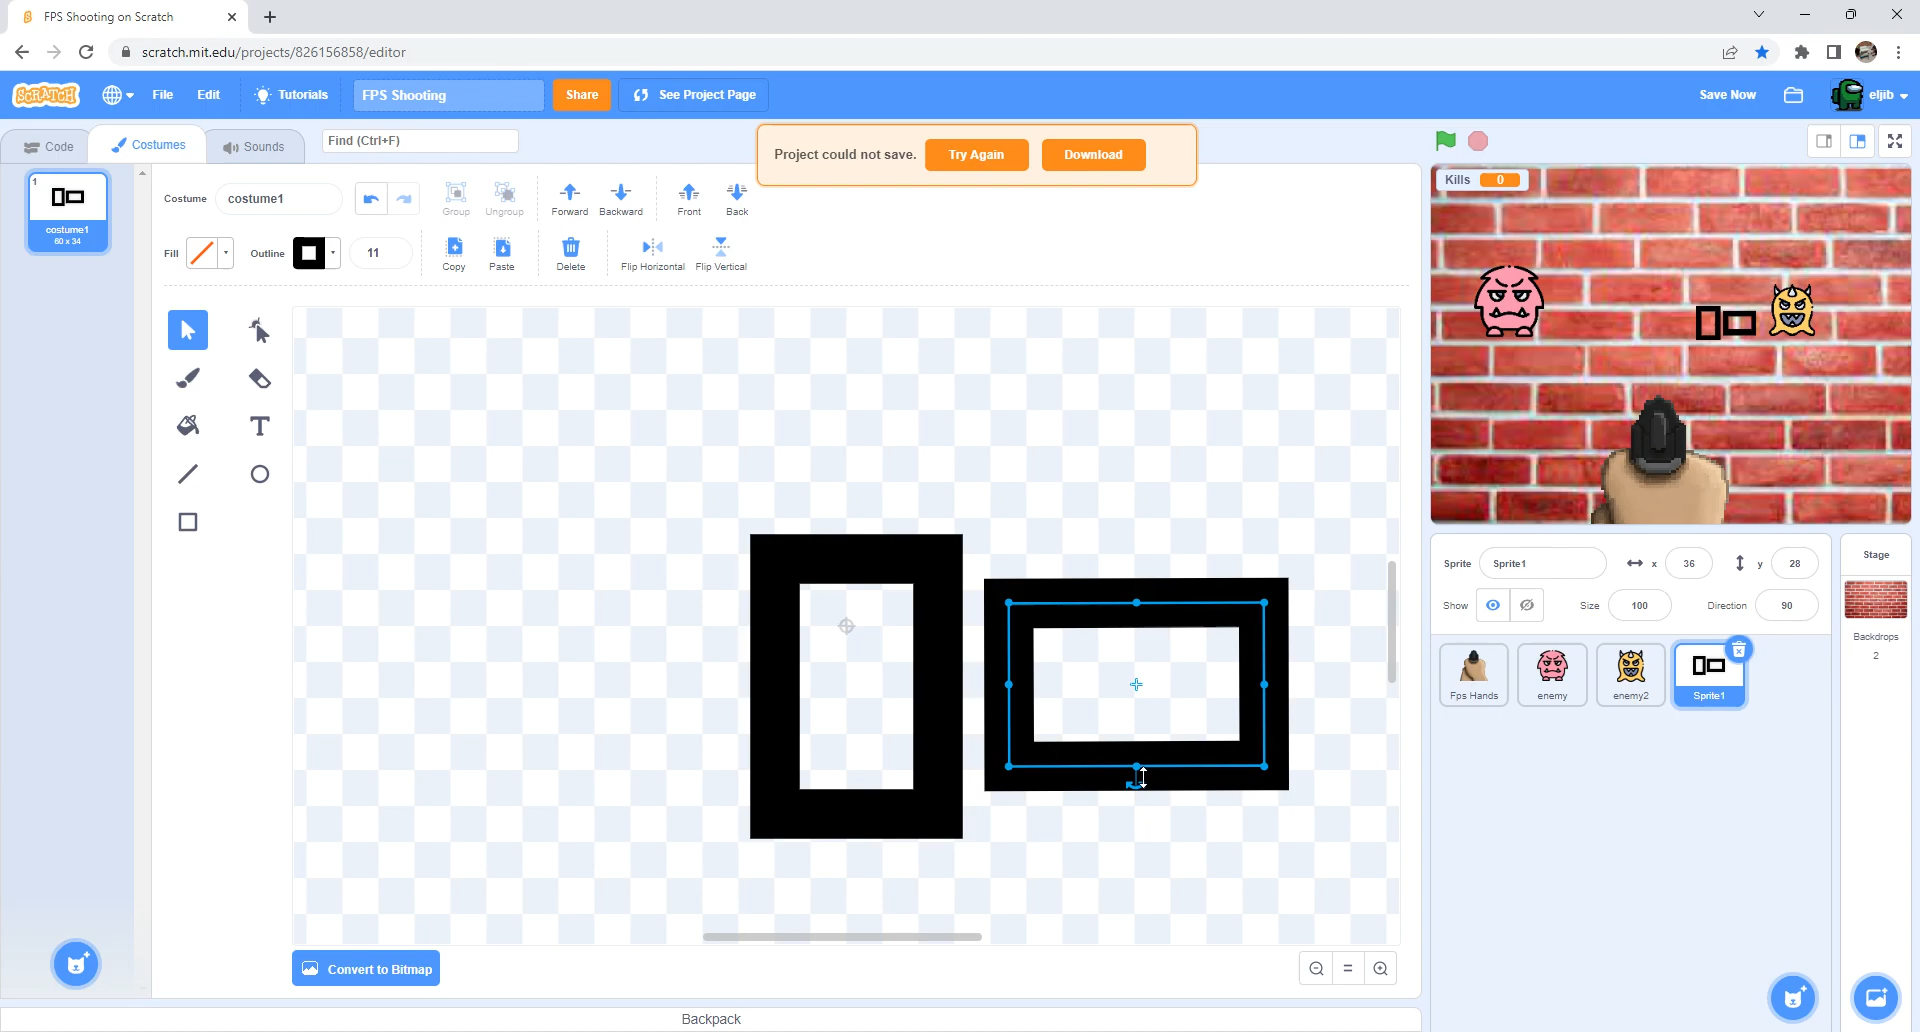 FPS Shooting on Scratch
scratch.mit.edu/projects/826156858/editor
SCRATCH
File
Edit
Tutorials
FPS Shooting
Share
See Project Page
Save Now
eljib
Code
Costumes
Sounds
Find (Ctrl+F)
Project could not save.
Try Again
Download
1
costume1
60 x 34
Costume
costume1
Group
Ungroup
Forward
Backward
Front
Back
Fill
Outline
11
Copy
Paste
Delete
Flip Horizontal
Flip Vertical
Convert to Bitmap
Backpack
Kills 0
Sprite
Sprite1
x
36
y
28
Show
Size
100
Direction
90
Fps Hands
enemy
enemy2
Sprite1
Stage
Backdrops
2